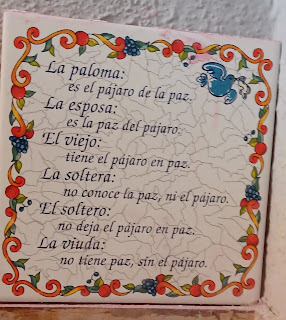 La paloma:
es el pájaro de la paz.
La esposa:
es la paz del pájaro.
El viejo:
tiene el pájaro en paz.
La soltera:
no conoce la paz, ni el pájaro.
El soltero:
no deja el pájaro en paz.
La viuda:
no tiene paz, sin el pájaro.